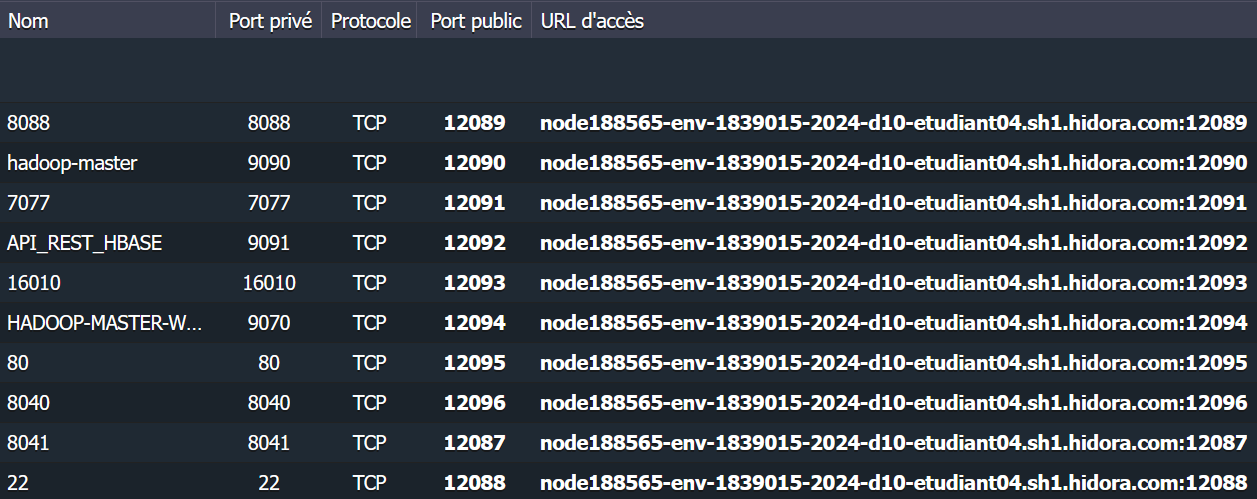 Nom Port privé Protocole Port public URL d'accès
8088 8088 TCP 12089 node188565-env-1839015-2024-d10-etudiant04.sh1.hidora.com:12089
hadoop-master 9090 TCP 12090 node188565-env-1839015-2024-d10-etudiant04.sh1.hidora.com:12090
7077 7077 TCP 12091 node188565-env-1839015-2024-d10-etudiant04.sh1.hidora.com:12091
API_REST_HBASE 9091 TCP 12092 node188565-env-1839015-2024-d10-etudiant04.sh1.hidora.com:12092
16010 16010 TCP 12093 node188565-env-1839015-2024-d10-etudiant04.sh1.hidora.com:12093
HADOOP-MASTER-W... 9070 TCP 12094 node188565-env-1839015-2024-d10-etudiant04.sh1.hidora.com:12094
80 80 TCP 12095 node188565-env-1839015-2024-d10-etudiant04.sh1.hidora.com:12095
8040 8040 TCP 12096 node188565-env-1839015-2024-d10-etudiant04.sh1.hidora.com:12096
8041 8041 TCP 12087 node188565-env-1839015-2024-d10-etudiant04.sh1.hidora.com:12087
22 22 TCP 12088 node188565-env-1839015-2024-d10-etudiant04.sh1.hidora.com:12088